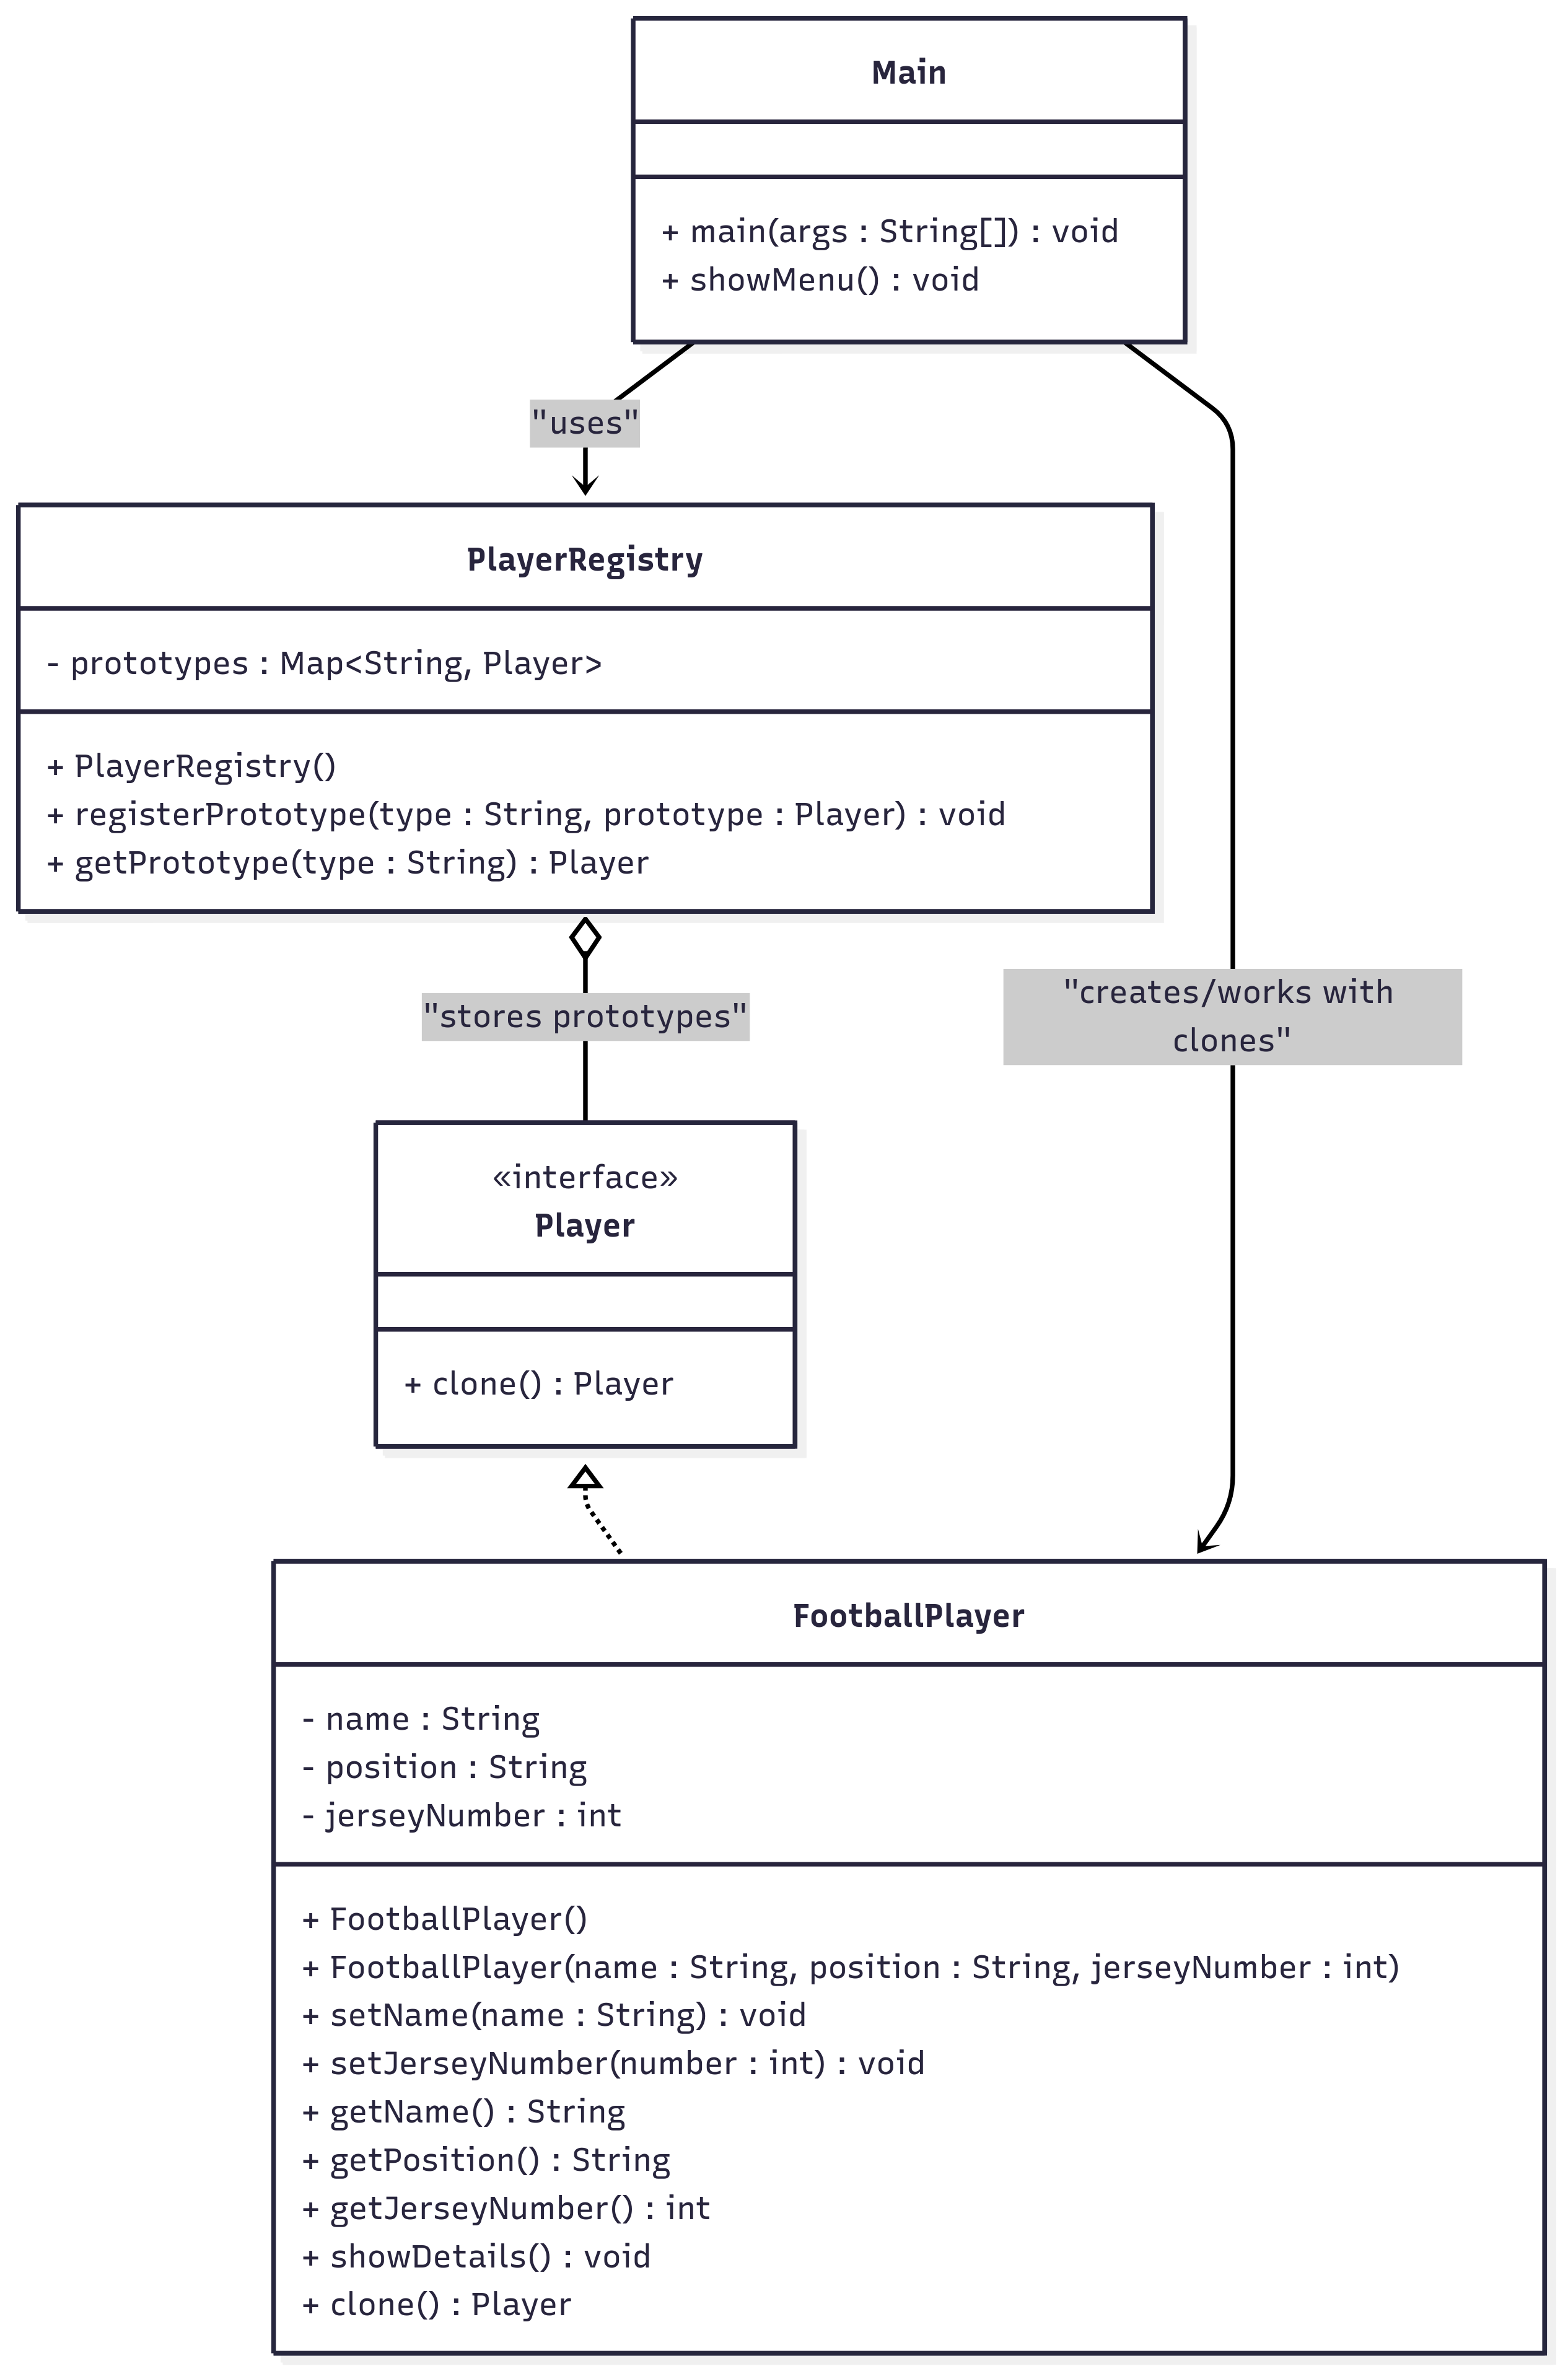 Main
+ main(args : String[]) : void
+ showMenu() : void
"uses"
PlayerRegistry
- prototypes : Map<String, Player>
+ PlayerRegistry()
+ registerPrototype(type : String, prototype : Player) : void
+ getPrototype(type : String) : Player
"stores prototypes"
"creates/works with
clones"
«interface»
Player
+ clone() : Player
FootballPlayer
- name : String
- position : String
- jerseyNumber : int
+ FootballPlayer()
+ FootballPlayer(name : String, position : String, jerseyNumber : int)
+ setName(name : String) : void
+ setJerseyNumber(number : int) : void
+ getName() : String
+ getPosition() : String
+ getJerseyNumber() : int
+ showDetails() : void
+ clone() : Player